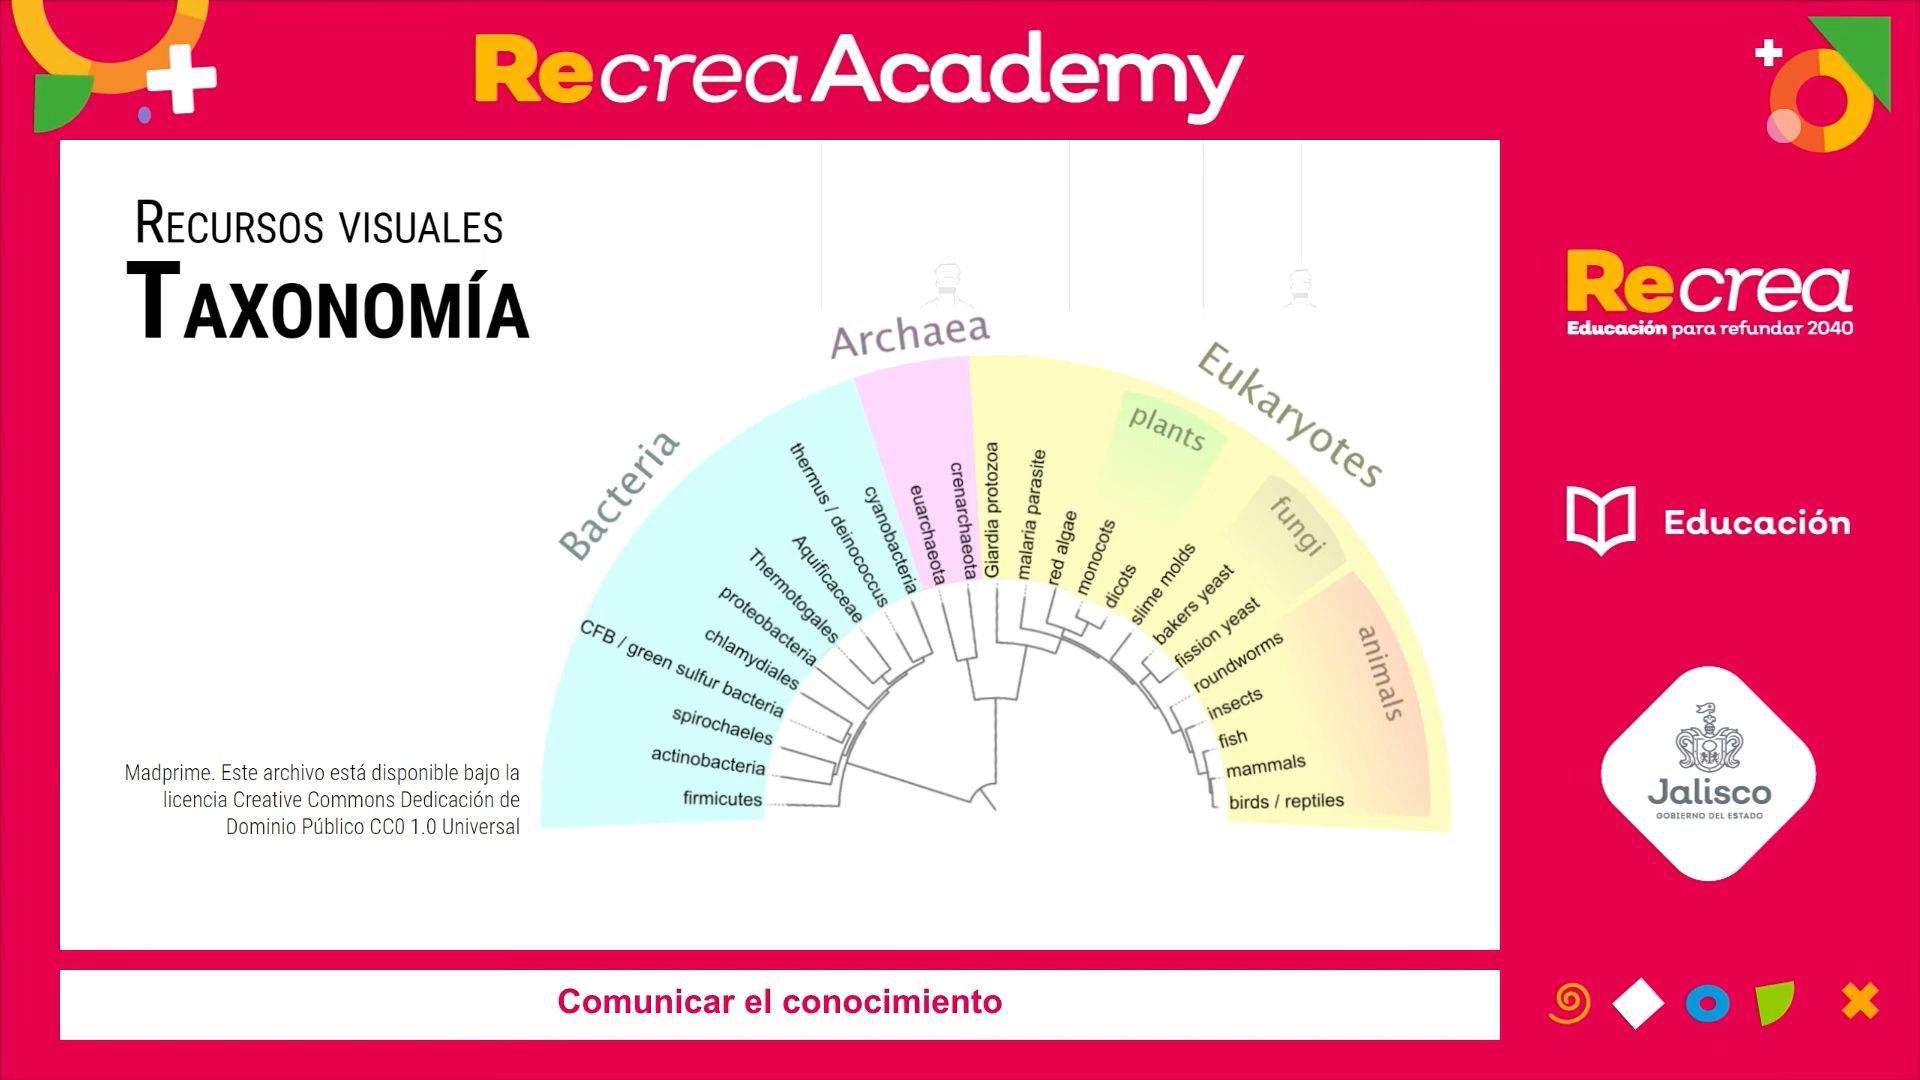 Recrea Academy
RECURSOS VISUALES
TAXONOMÍA
Madprime. Este archivo está disponible bajo la
licencia Creative Commons Dedicación de
Dominio Público CC0 1.0 Universal
Bacteria
Archaea
Eukaryotes
plants
fungi
animals
firmicutes
actinobacteria
spirochaeles
CFB / green sulfur bacteria
chlamydiales
proteobacteria
Thermotogales
Aquificaceae
thermus / deinococcus
cyanobacteria
euarchaeota
crenarchaeota
Giardia protozoa
malaria parasite
red algae
monocots
dicots
slime molds
bakers yeast
fission yeast
roundworms
insects
fish
mammals
birds / reptiles
Comunicar el conocimiento
Recrea
Educación para refundar 2040
Educación
Jalisco
GOBIERNO DEL ESTADO